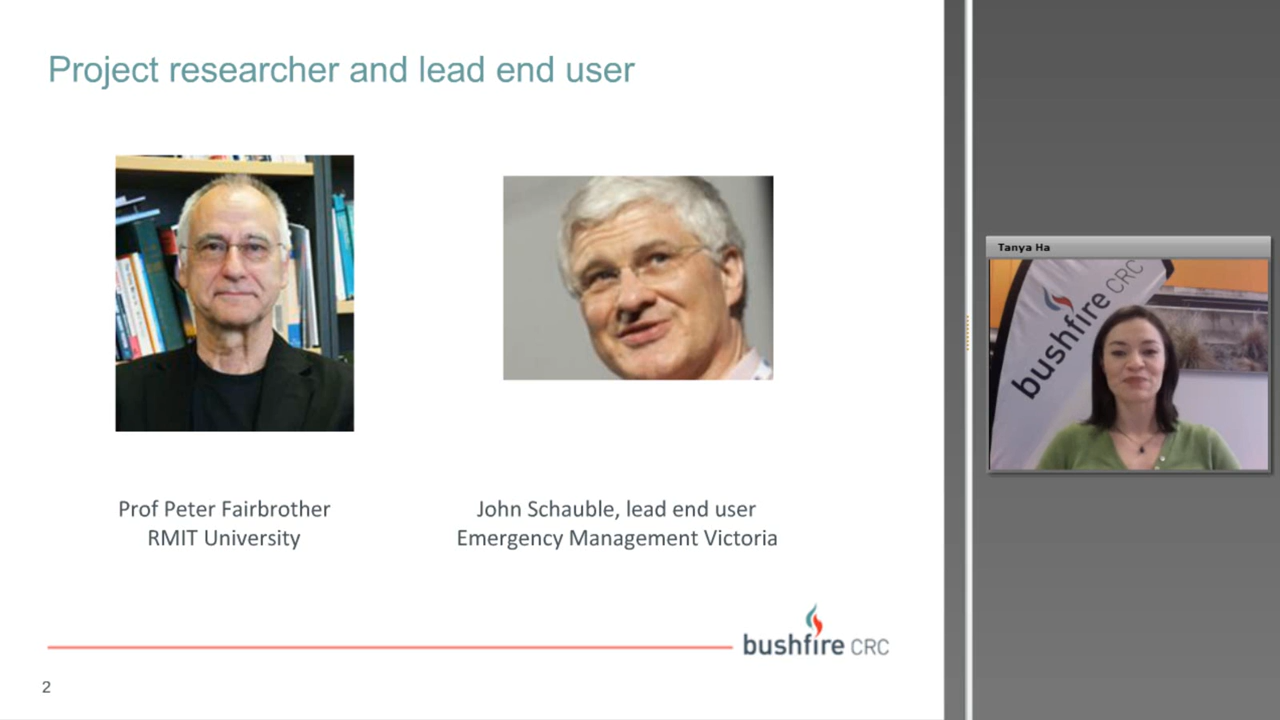 Project researcher and lead end user
Prof Peter Fairbrother
RMIT University
John Schauble, lead end user
Emergency Management Victoria
bushfire CRC
2
Tanya Ha
bushfire CRC